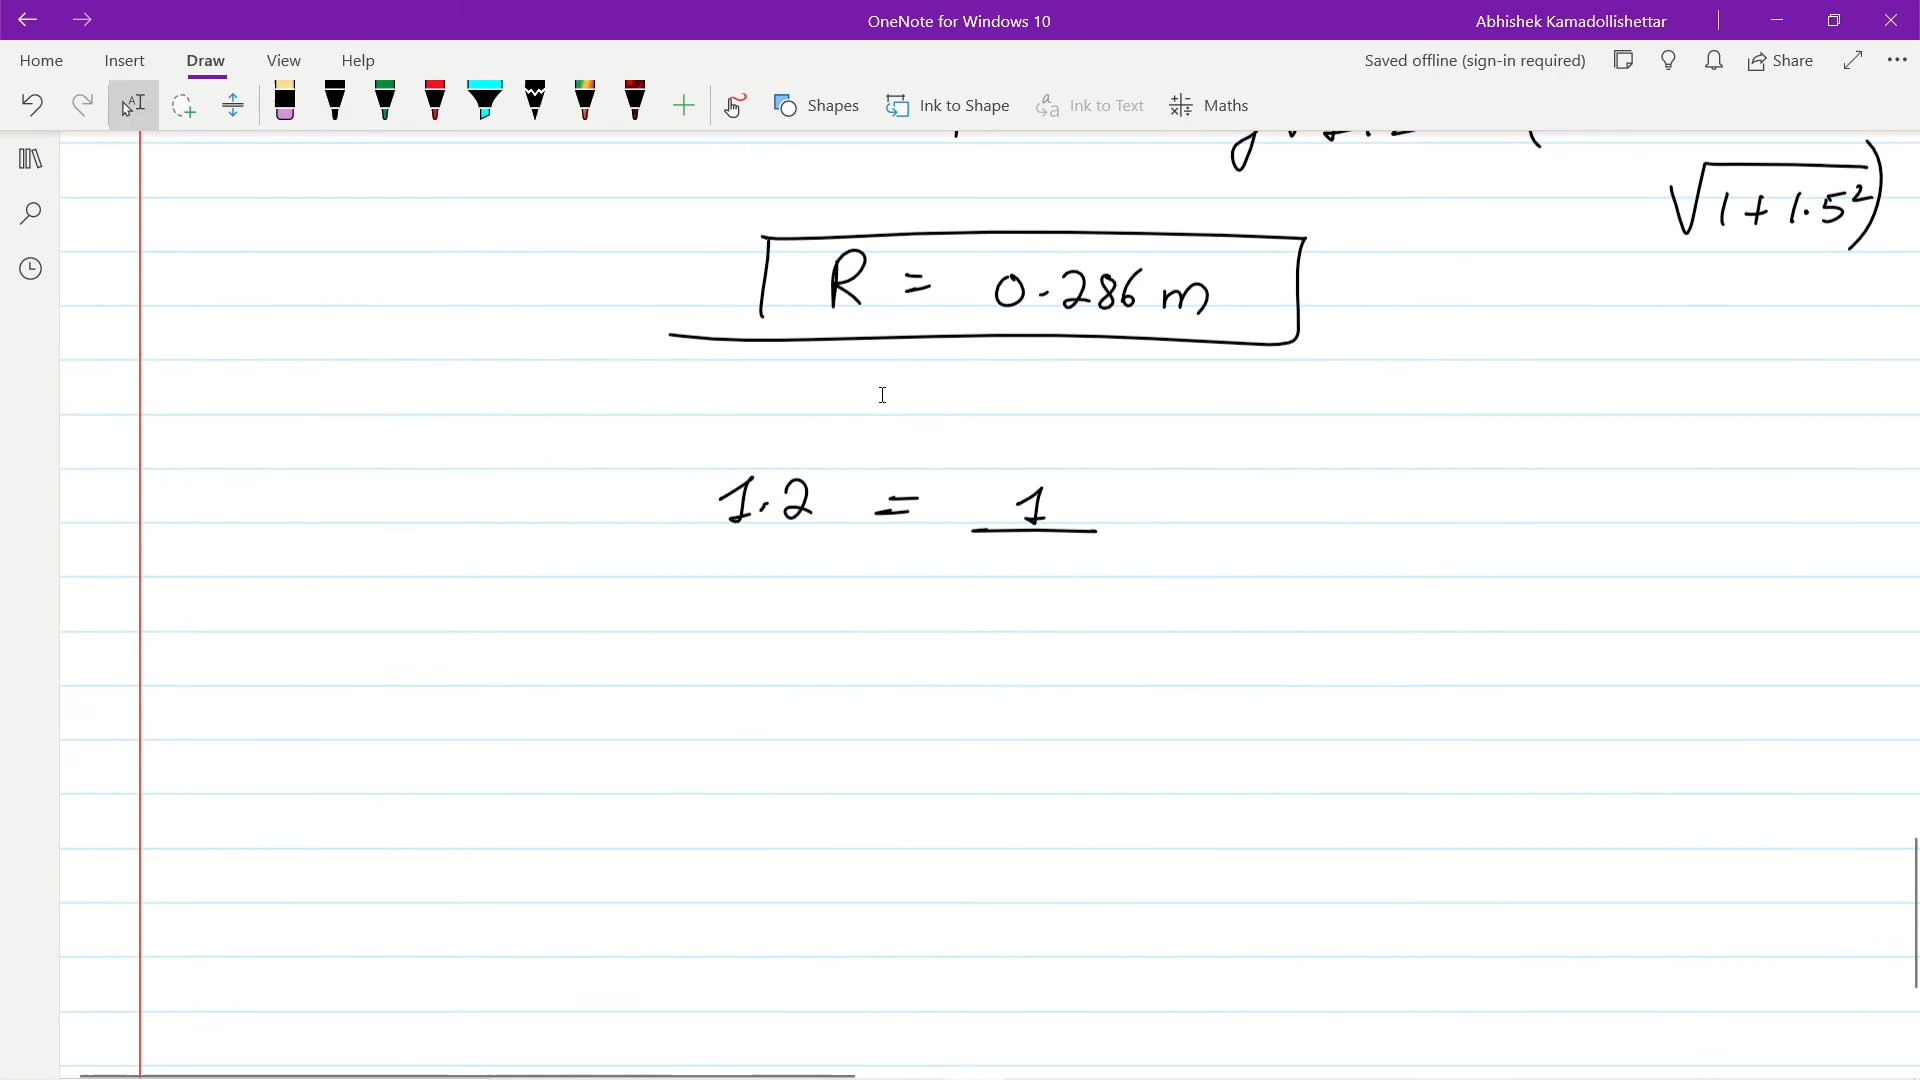 OneNote for Windows 10
Abhishek Kamadollishettar
Home Insert Draw View Help
Saved offline (sign-in required)
Share
Shapes
Ink to Shape
Ink to Text
Maths
√1 + 1.5²)
R = 0.286 m
1.2 = 1